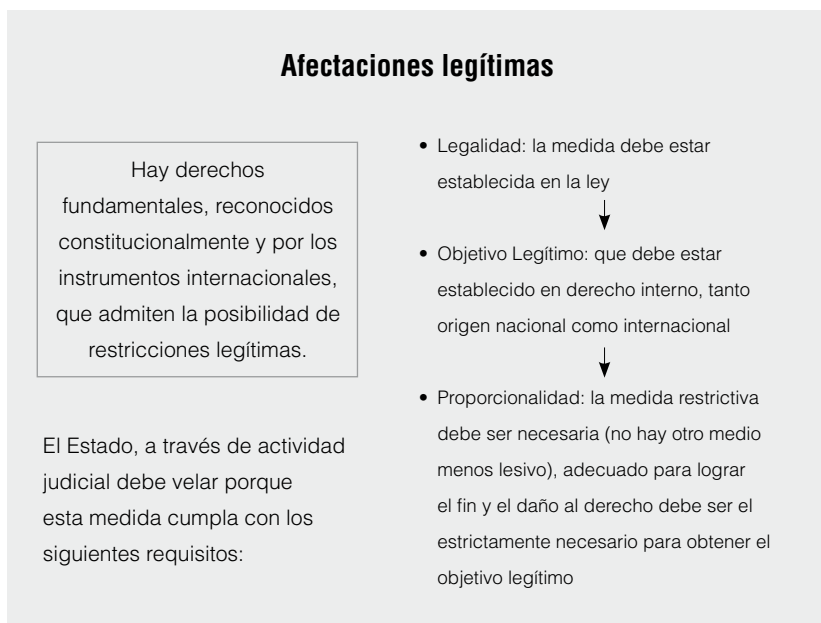 Afectaciones legítimas
Hay derechos
fundamentales, reconocidos
constitucionalmente y por los
instrumentos internacionales,
que admiten la posibilidad de
restricciones legítimas.
El Estado, a través de actividad
judicial debe velar porque
esta medida cumpla con los
siguientes requisitos:
• Legalidad: la medida debe estar
establecida en la ley
• Objetivo Legítimo: que debe estar
establecido en derecho interno, tanto
origen nacional como internacional
• Proporcionalidad: la medida restrictiva
debe ser necesaria (no hay otro medio
menos lesivo), adecuado para lograr
el fin y el daño al derecho debe ser el
estrictamente necesario para obtener el
objetivo legítimo